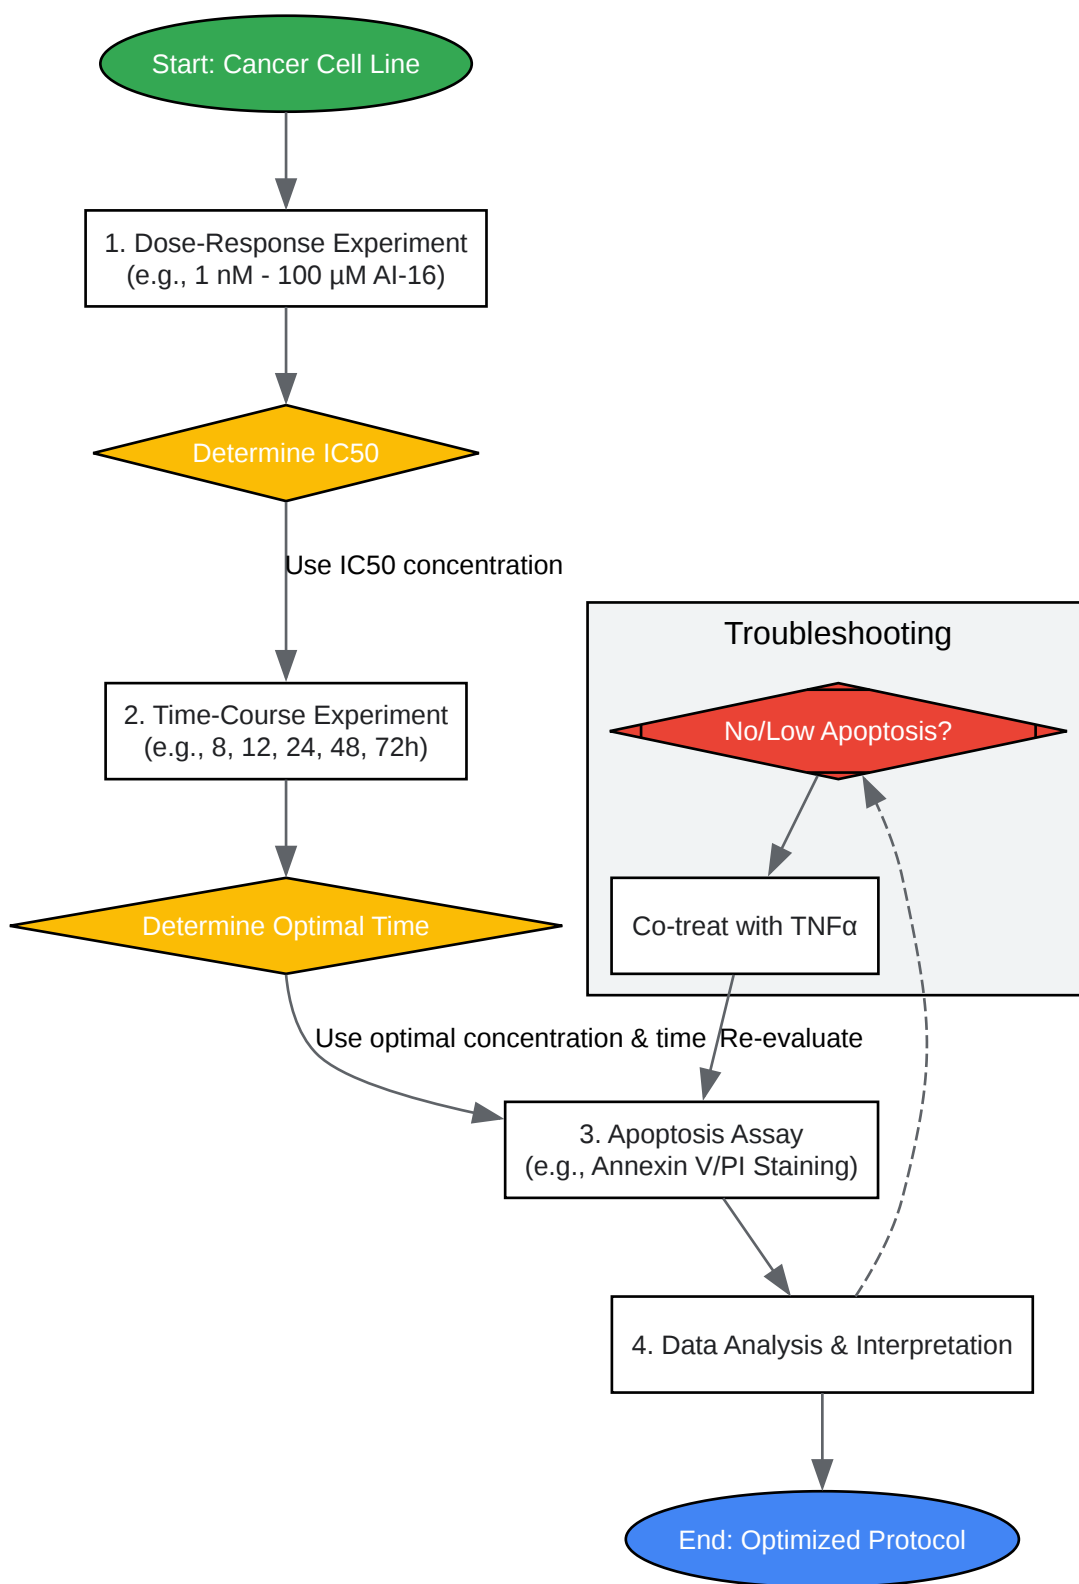 Start: Cancer Cell Line
1. Dose-Response Experiment
(e.g., 1 nM - 100 µM AI-16)
Determine IC50
Use IC50 concentration
Troubleshooting
2. Time-Course Experiment
(e.g., 8, 12, 24, 48, 72h)
No/Low Apoptosis?
Determine Optimal Time
Co-treat with TNFα
Use optimal concentration & time
Re-evaluate
3. Apoptosis Assay
(e.g., Annexin V/PI Staining)
4. Data Analysis & Interpretation
End: Optimized Protocol